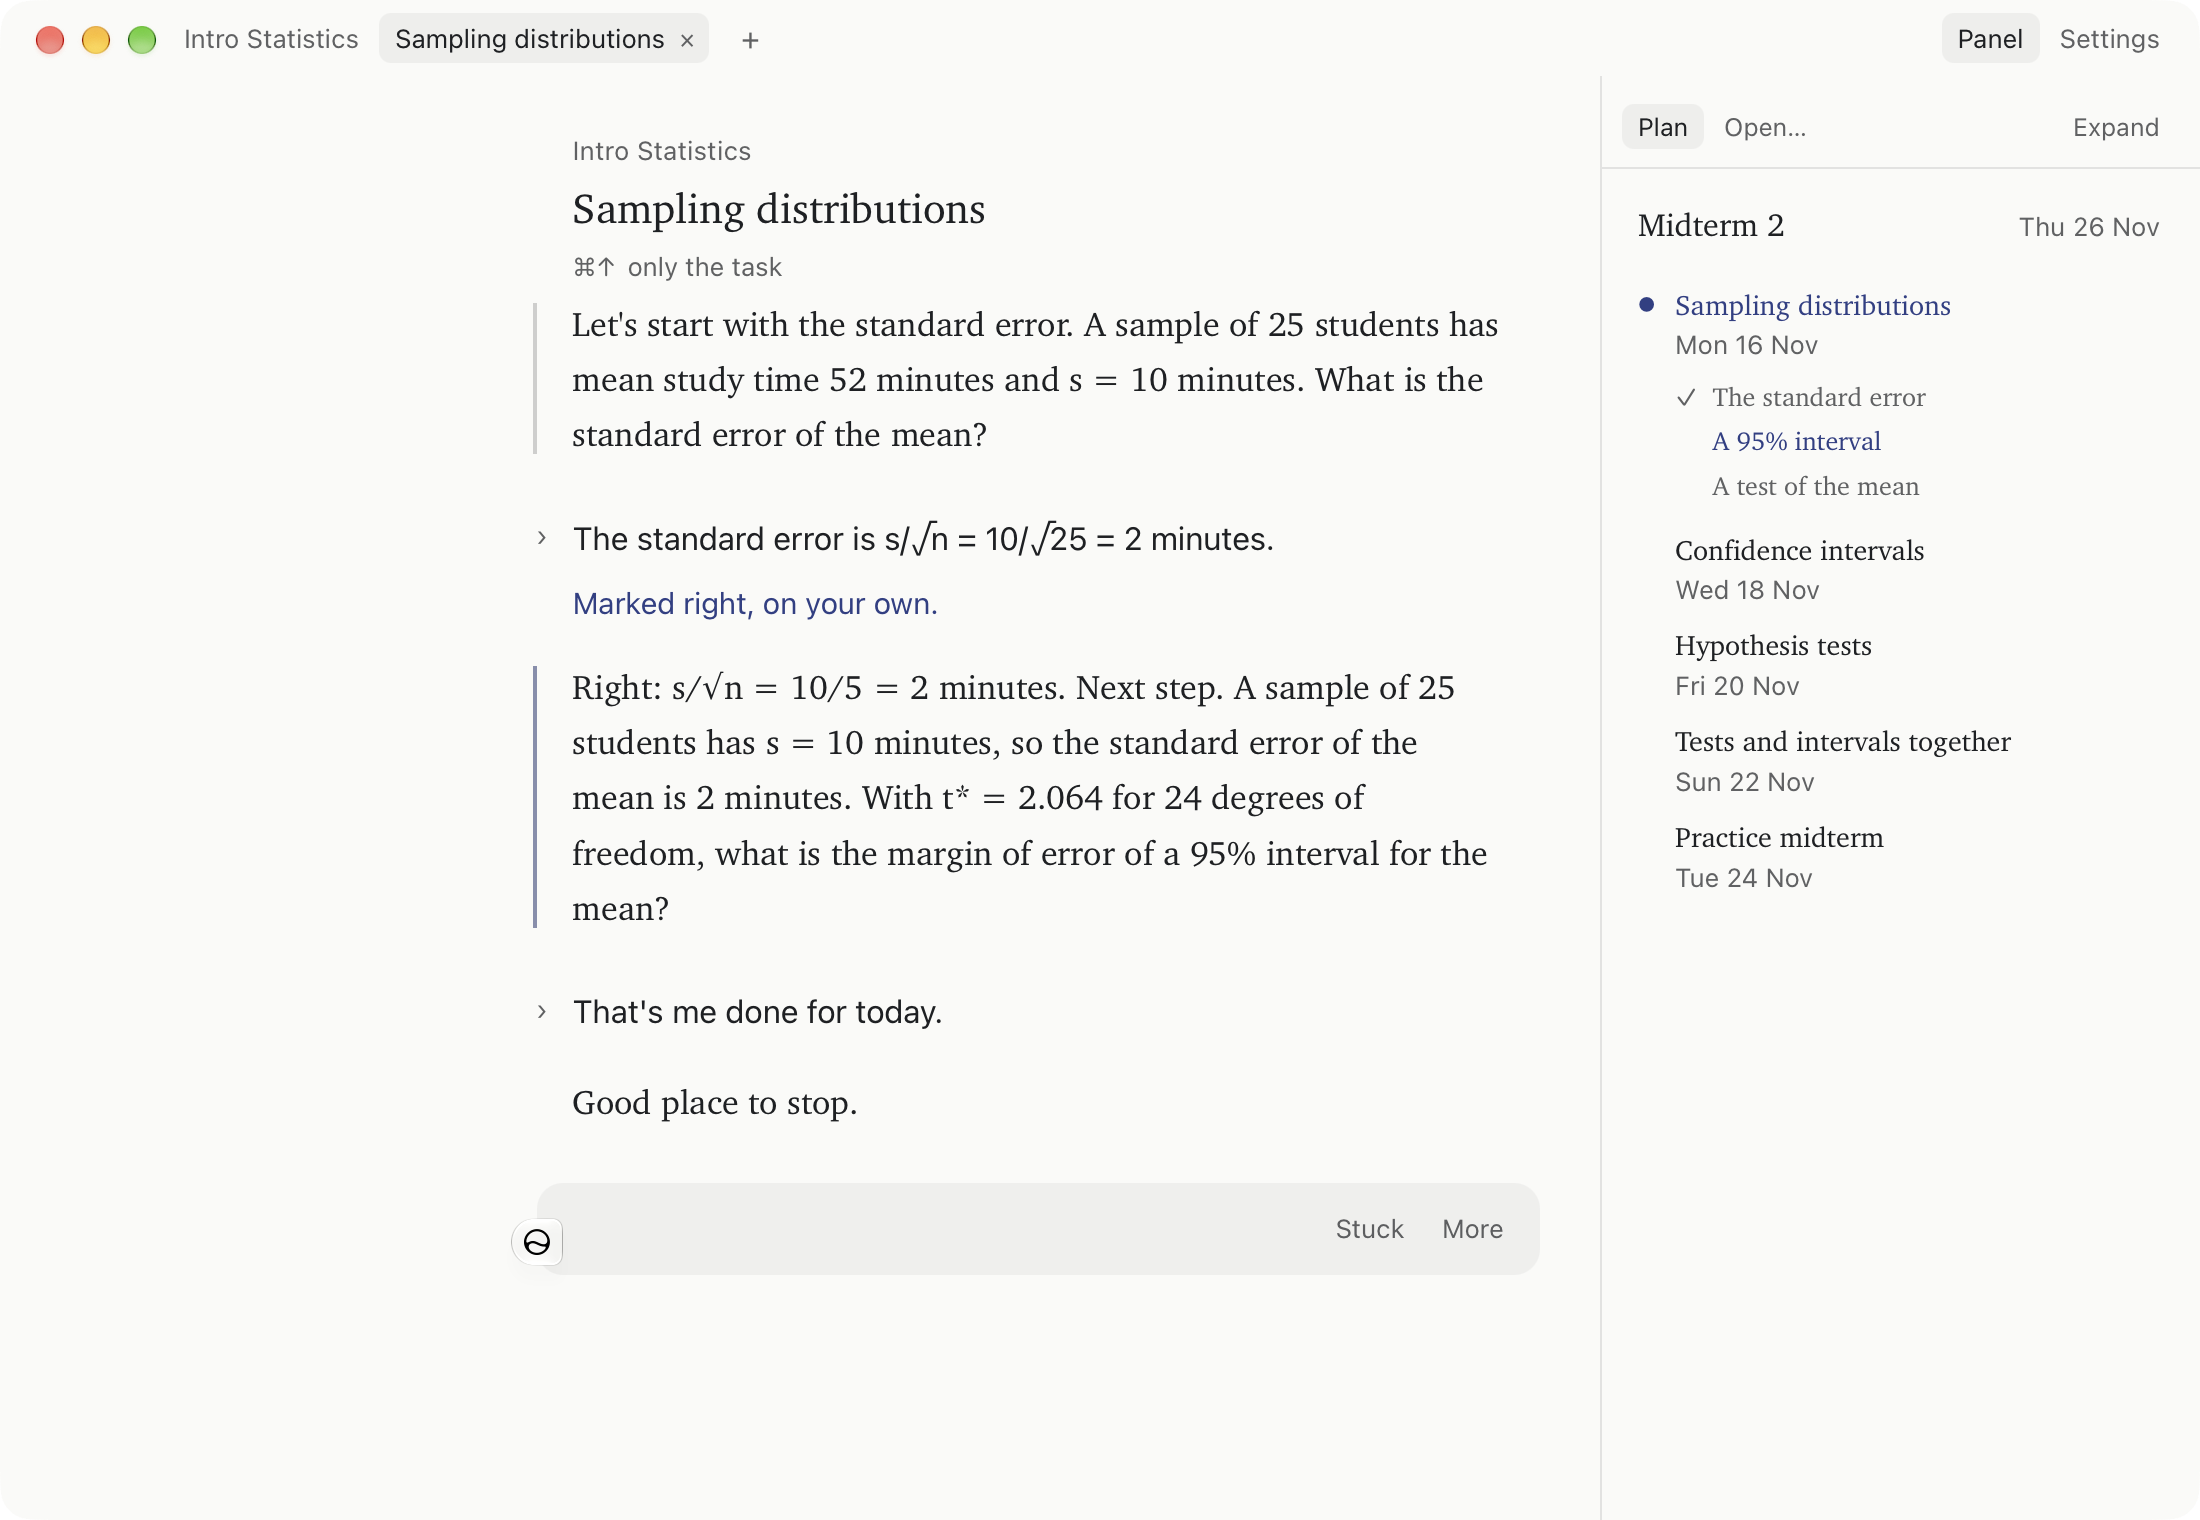 Intro Statistics
Sampling distributions ×
+
Panel
Settings
Intro Statistics
Sampling distributions
⌘↑ only the task
Let's start with the standard error. A sample of 25 students has
mean study time 52 minutes and s = 10 minutes. What is the
standard error of the mean?
› The standard error is s/√n = 10/√25 = 2 minutes.
Marked right, on your own.
Right: s/√n = 10/5 = 2 minutes. Next step. A sample of 25
students has s = 10 minutes, so the standard error of the
mean is 2 minutes. With t* = 2.064 for 24 degrees of
freedom, what is the margin of error of a 95% interval for the
mean?
› That's me done for today.
Good place to stop.
Stuck
More
Plan
Open...
Expand
Midterm 2
Thu 26 Nov
Sampling distributions
Mon 16 Nov
✓ The standard error
A 95% interval
A test of the mean
Confidence intervals
Wed 18 Nov
Hypothesis tests
Fri 20 Nov
Tests and intervals together
Sun 22 Nov
Practice midterm
Tue 24 Nov